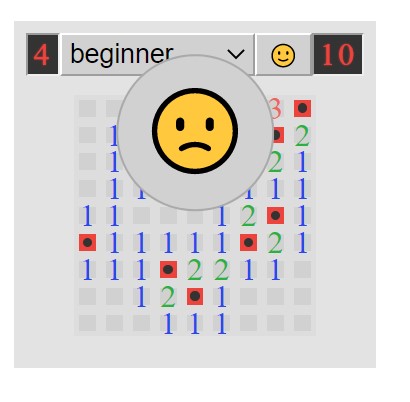 4 beginner 10
3
1 2
1 2 1
1 1 1 1 1
1 1 1 2 1
1 1 1 1 1 2 1
1 1 1 2 2 1 1
1 2 1
1 1 1